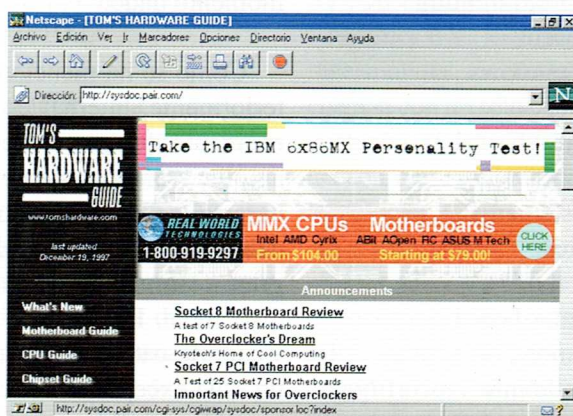 Netscape - [TOM'S HARDWARE GUIDE]
Archivo Edición Ver Ir Marcadores Opciones Directorio Ventana Ayuda
Dirección: http://sysdoc.pair.com/
N
TOM'S
HARDWARE
GUIDE
www.tomshardware.com
last updated
December 19, 1997
What's New
Motherboard Guide
CPU Guide
Chipset Guide
Take the IBM 6x86MX Personality Test!
REAL WORLD
TECHNOLOGIES
1-800-919-9297
MMX CPUs
Intel AMD Cyrix
From $104.00
Motherboards
ABit AOpen FIC ASUS M Tech
Starting at $79.00!
CLICK
HERE
Announcements
Socket 8 Motherboard Review
A test of 7 Socket 8 Motherboards
The Overclocker's Dream
Kryotech's Home of Cool Computing
Socket 7 PCI Motherboard Review
A Test of 25 Socket 7 PCI Motherboards
Important News for Overclockers
http://sysdoc.pair.com/cgi-sys/cgiwrap/sysdoc/sponsor.loc?index